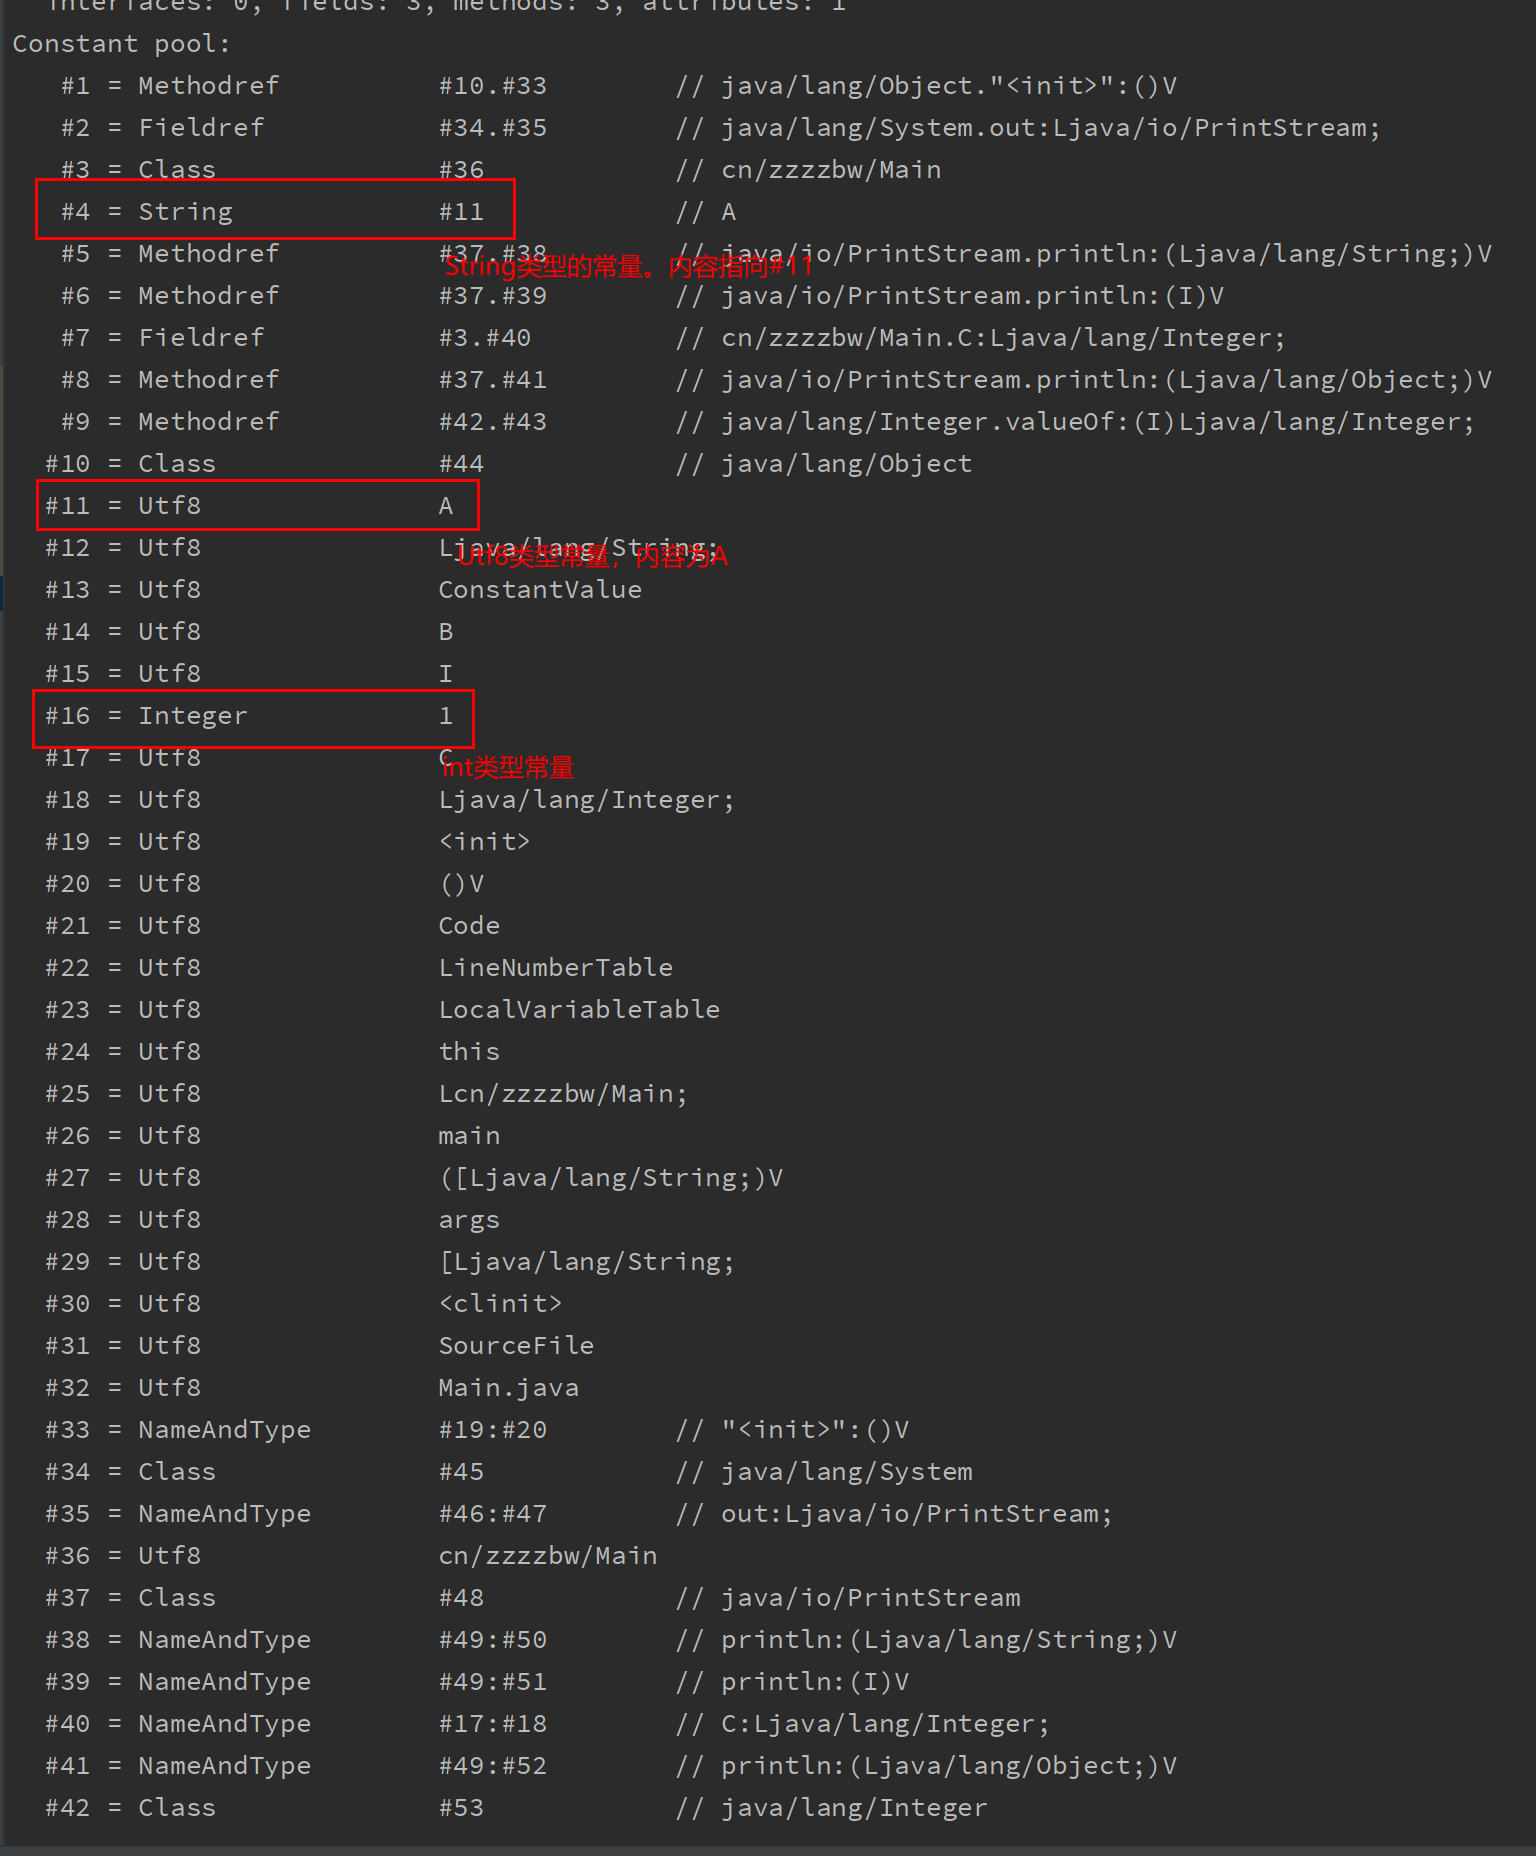 interfaces: 0, fields: 3, methods: 3, attributes: 1
Constant pool:
#1 = Methodref #10.#33 // java/lang/Object."<init>":()V
#2 = Fieldref #34.#35 // java/lang/System.out:Ljava/io/PrintStream;
#3 = Class #36 // cn/zzzzbw/Main
#4 = String #11 // A
#5 = Methodref #37.#38 // java/io/PrintStream.println:(Ljava/lang/String;)V
String类型的常量。内容指向#11
#6 = Methodref #37.#39 // java/io/PrintStream.println:(I)V
#7 = Fieldref #3.#40 // cn/zzzzbw/Main.C:Ljava/lang/Integer;
#8 = Methodref #37.#41 // java/io/PrintStream.println:(Ljava/lang/Object;)V
#9 = Methodref #42.#43 // java/lang/Integer.valueOf:(I)Ljava/lang/Integer;
#10 = Class #44 // java/lang/Object
#11 = Utf8 A
#12 = Utf8 Ljava/lang/String;
Utf8类型常量，内容为A
#13 = Utf8 ConstantValue
#14 = Utf8 B
#15 = Utf8 I
#16 = Integer 1
#17 = Utf8 C
int类型常量
#18 = Utf8 Ljava/lang/Integer;
#19 = Utf8 <init>
#20 = Utf8 ()V
#21 = Utf8 Code
#22 = Utf8 LineNumberTable
#23 = Utf8 LocalVariableTable
#24 = Utf8 this
#25 = Utf8 Lcn/zzzzbw/Main;
#26 = Utf8 main
#27 = Utf8 ([Ljava/lang/String;)V
#28 = Utf8 args
#29 = Utf8 [Ljava/lang/String;
#30 = Utf8 <clinit>
#31 = Utf8 SourceFile
#32 = Utf8 Main.java
#33 = NameAndType #19:#20 // "<init>":()V
#34 = Class #45 // java/lang/System
#35 = NameAndType #46:#47 // out:Ljava/io/PrintStream;
#36 = Utf8 cn/zzzzbw/Main
#37 = Class #48 // java/io/PrintStream
#38 = NameAndType #49:#50 // println:(Ljava/lang/String;)V
#39 = NameAndType #49:#51 // println:(I)V
#40 = NameAndType #17:#18 // C:Ljava/lang/Integer;
#41 = NameAndType #49:#52 // println:(Ljava/lang/Object;)V
#42 = Class #53 // java/lang/Integer